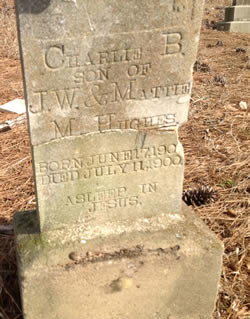 CHARLIE B.
SON OF
J.W. & MATTIE
M. HUGHES.
BORN JUNE 17, 190
DIED JULY 11, 1900.
ASLEEP IN
JESUS.